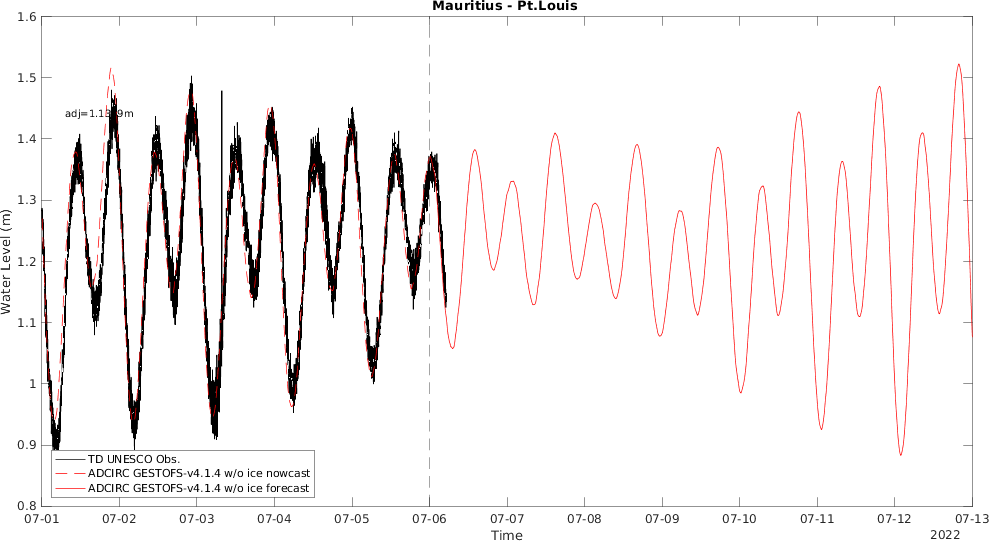 Mauritius - Pt.Louis
1.6
1.5
1.4
1.3
1.2
1.1
1
0.9
0.8
Water Level (m)
TD UNESCO Obs.
ADCIRC GESTOFS-v4.1.4 w/o ice nowcast
ADCIRC GESTOFS-v4.1.4 w/o ice forecast
07-01 07-02 07-03 07-04 07-05 07-06 07-07 07-08 07-09 07-10 07-11 07-12 07-13
Time
2022